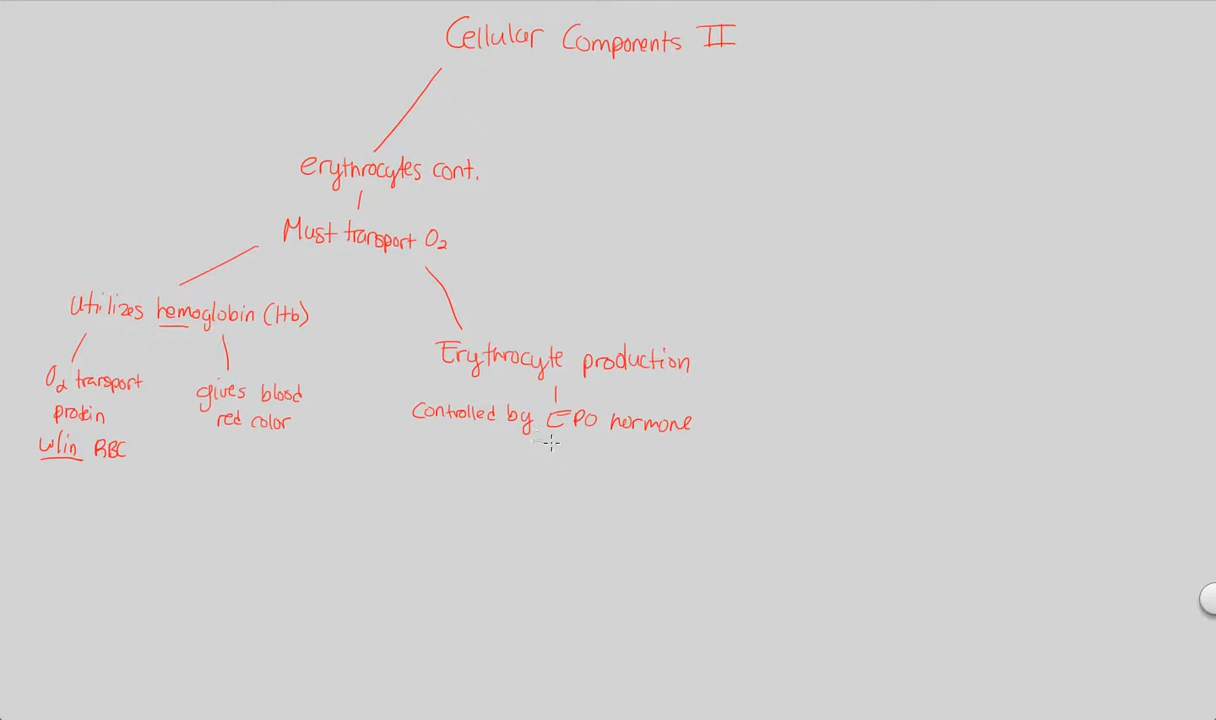 Cellular Components II
erythrocytes cont.
Must transport O₂
Utilizes hemoglobin (Hb)
O₂ transport
protein
w/in RBC
gives blood
red color
Erythrocyte production
Controlled by EPO hormone